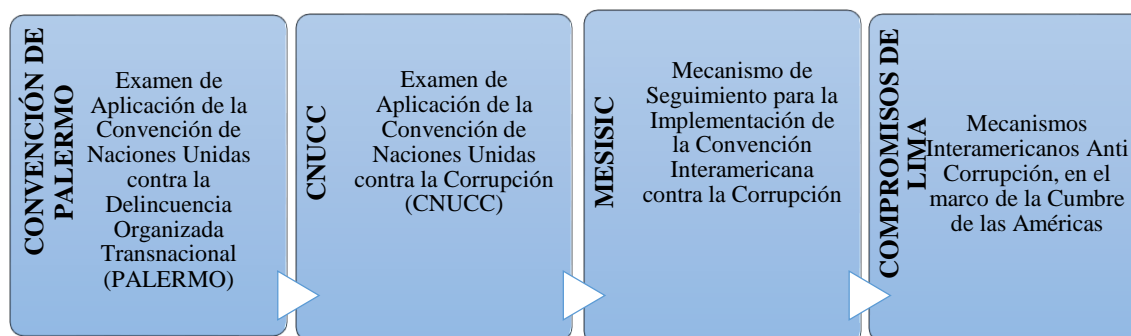 CONVENCIÓN DE
PALERMO
Examen de
Aplicación de la
Convención de
Naciones Unidas
contra la
Delincuencia
Organizada
Transnacional
(PALERMO)
CNUCC
Examen de
Aplicación de la
Convención de
Naciones Unidas
contra la Corrupción
(CNUCC)
MESISIC
Mecanismo de
Seguimiento para la
Implementación de
la Convención
Interamericana
contra la Corrupción
COMPROMISOS DE
LIMA
Mecanismos
Interamericanos Anti
Corrupción, en el
marco de la Cumbre
de las Américas